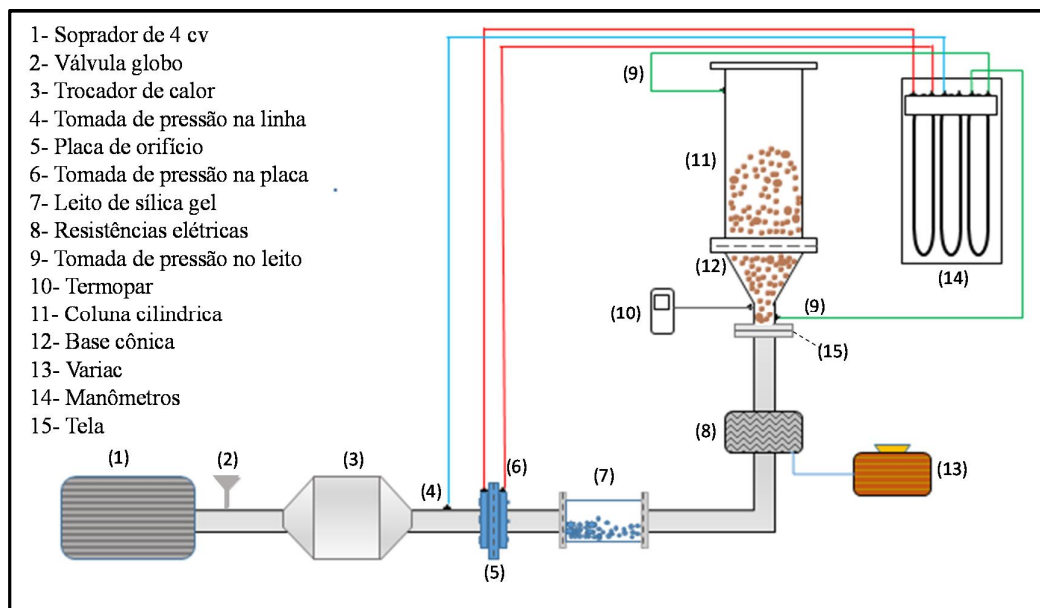 1- Soprador de 4 cv
2- Válvula globo
3- Trocador de calor
4- Tomada de pressão na linha
5- Placa de orifício
6- Tomada de pressão na placa
7- Leito de sílica gel
8- Resistências elétricas
9- Tomada de pressão no leito
10- Termopar
11- Coluna cilindrica
12- Base cônica
13- Variac
14- Manômetros
15- Tela
(9)
(11)
(12)
(14)
(10)
(9)
(15)
(8)
(13)
(1)
(2)
(3)
(4)
(6)
(7)
(5)